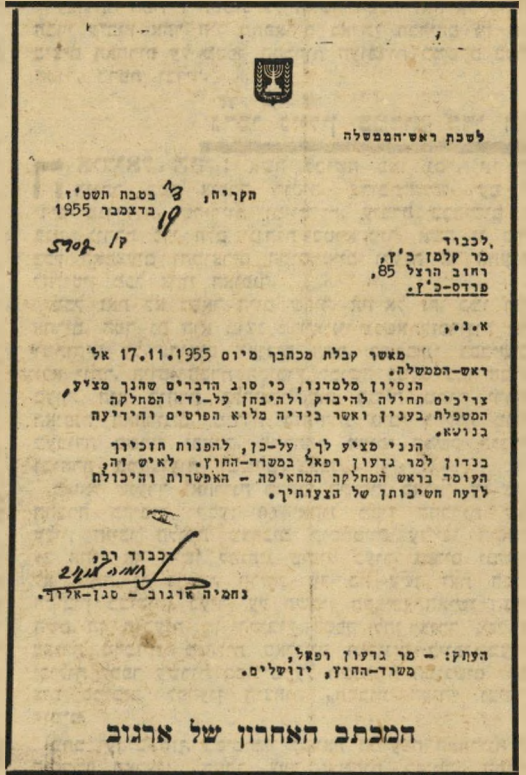 לשכת ראש-הממשלה
הקריה, בטבת תשט"ז
19 בדצמבר 1955
לכבוד
מר קלמן כ"ץ,
רחוב הרצל 85,
פרדס-כ"ץ.
א.נ.,
מאשר קבלת מכתבך מיום 17.11.1955 אל
ראש-הממשלה.
הנסיון מלמדנו, כי סוג הדברים שהנך מציע,
צריכים תחילה להיבדק ולהיבחן על-ידי המחלקה
המטפלת בענין ואשר בידיה מלוא הפרטים והידיעה
בנושא.
הנני מציע לך, על-כן, להפנות תזכירך
בנדון למר גדעון רפאל במשרד-החוץ. לאיש זה,
העומד בראש המחלקה המתאימה - האפשרות והיכולת
לדעת חשיבותן של הצעותיך.
בכבוד רב,
נחמיה ארגוב
נחמיה ארגוב - סגן-אלוף.
העתק: - מר גדעון רפאל,
משרד-החוץ, ירושלים.
המכתב האחרון של ארגוב